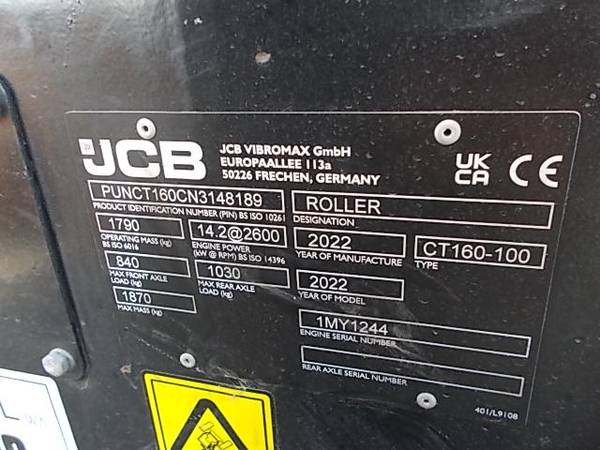 JCB
JCB VIBROMAX GmbH
EUROPAALLEE 113a
50226 FRECHEN, GERMANY
UK
CA
CE
PUNCT160CN3148189
PRODUCT IDENTIFICATION NUMBER (PIN) BS ISO 10261
ROLLER
DESIGNATION
1790
OPERATING MASS (kg)
BS ISO 6016
14.2@2600
ENGINE POWER
(kW @ RPM) BS ISO 14396
2022
YEAR OF MANUFACTURE
CT160-100
TYPE
840
MAX FRONT AXLE
LOAD (kg)
1030
MAX REAR AXLE
LOAD (kg)
2022
YEAR OF MODEL
1870
MAX MASS (kg)
1MY1244
ENGINE SERIAL NUMBER
REAR AXLE SERIAL NUMBER
401/L9108